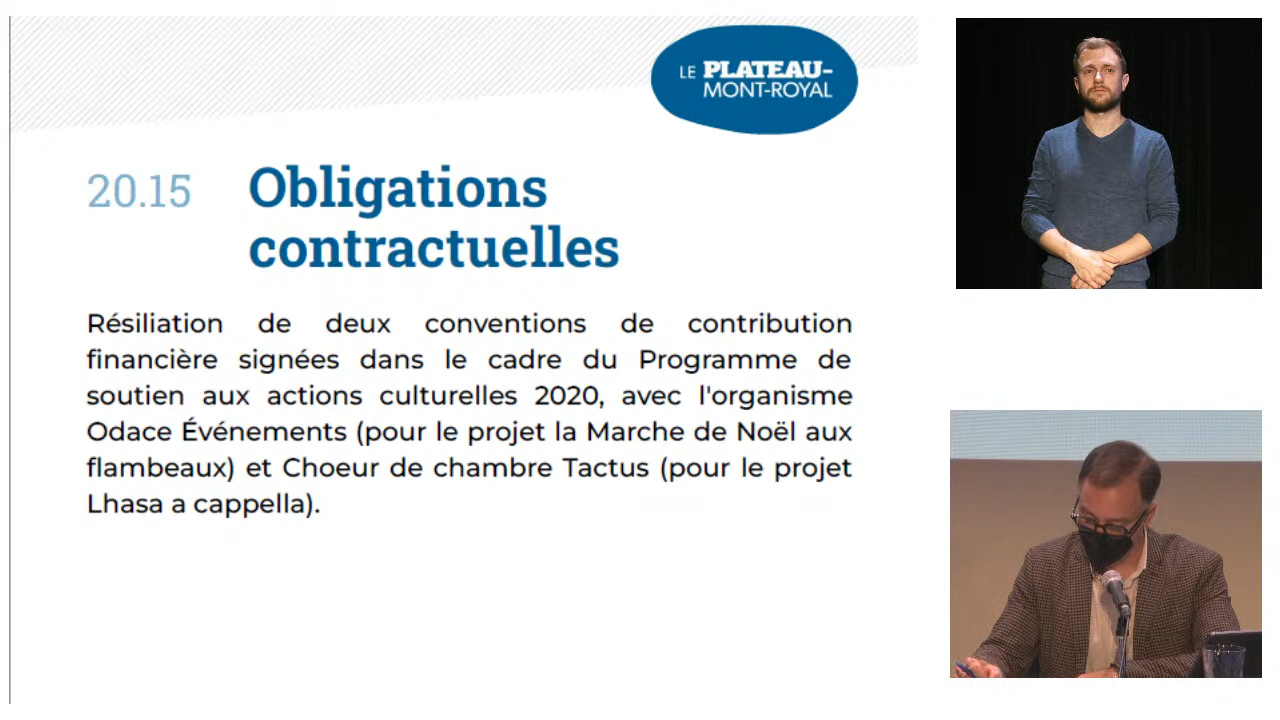 LE PLATEAU-
MONT-ROYAL
20.15 Obligations
contractuelles
Résiliation de deux conventions de contribution
financière signées dans le cadre du Programme de
soutien aux actions culturelles 2020, avec l'organisme
Odace Événements (pour le projet la Marche de Noël aux
flambeaux) et Choeur de chambre Tactus (pour le projet
Lhasa a cappella).